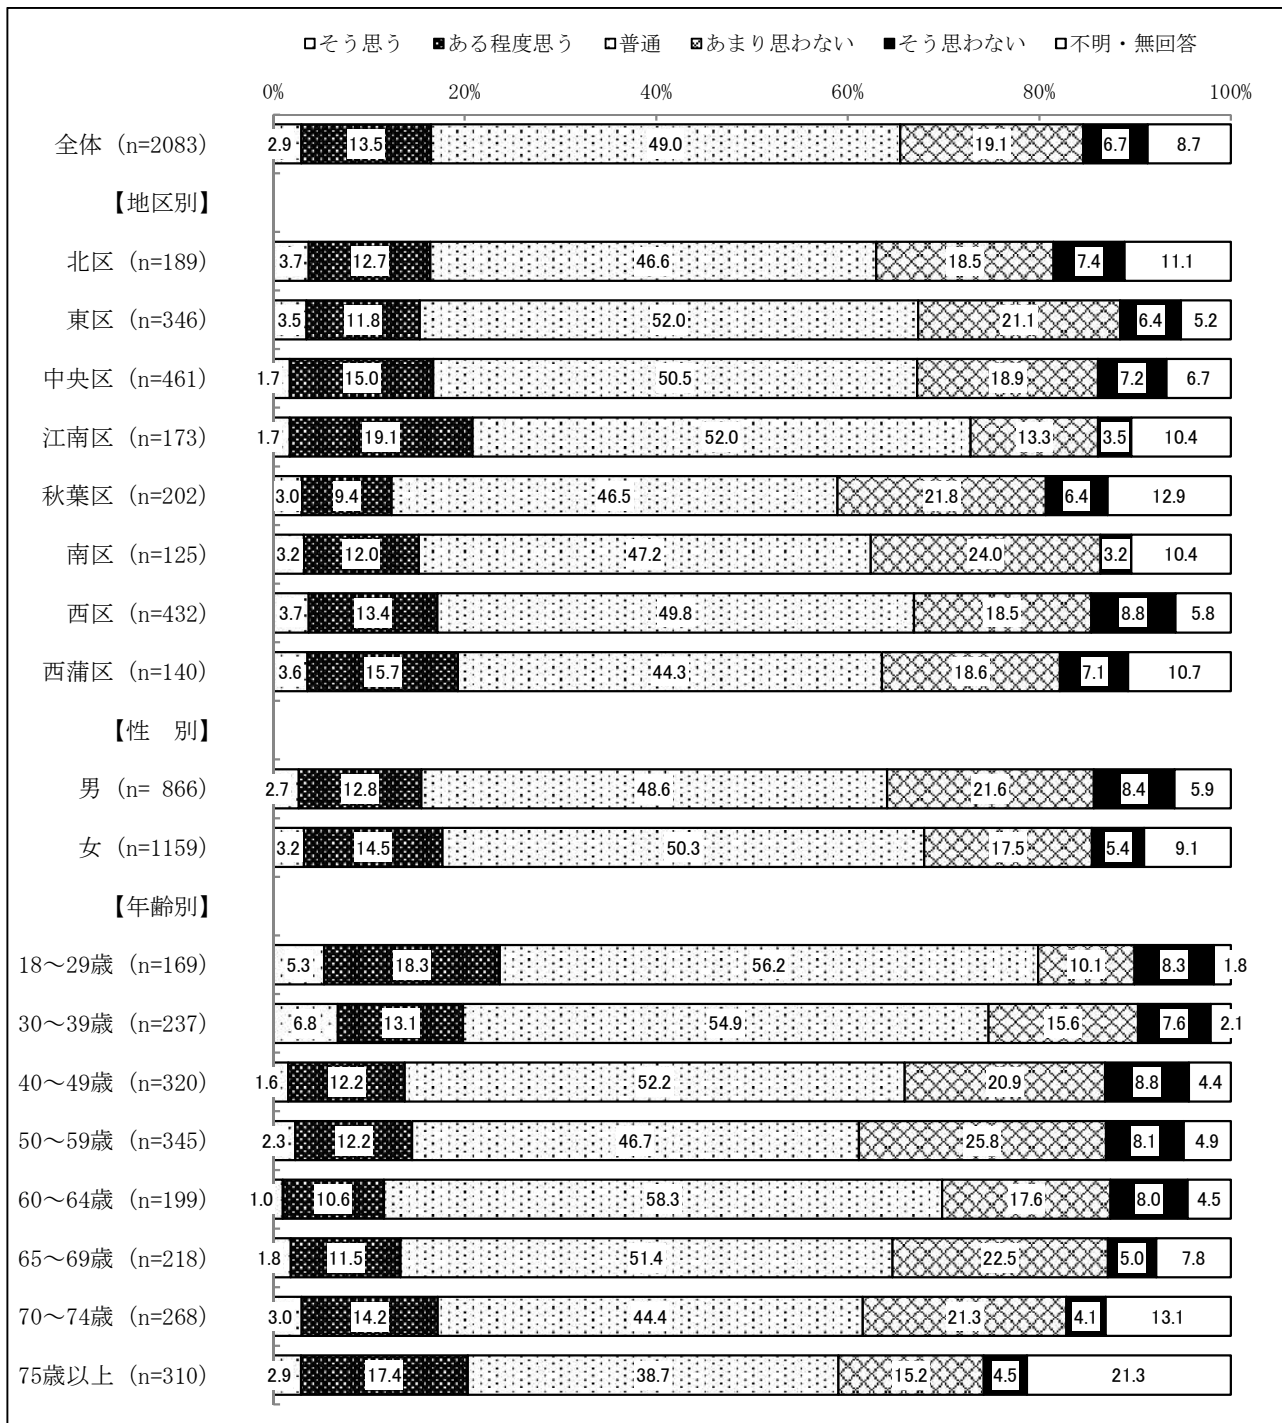 □そう思う ■ある程度思う □普通 ☒あまり思わない ■そう思わない □不明・無回答
0% 20% 40% 60% 80% 100%
全体 (n=2083) 2.9 13.5 49.0 19.1 6.7 8.7
【地区別】
北区 (n=189) 3.7 12.7 46.6 18.5 7.4 11.1
東区 (n=346) 3.5 11.8 52.0 21.1 6.4 5.2
中央区 (n=461) 1.7 15.0 50.5 18.9 7.2 6.7
江南区 (n=173) 1.7 19.1 52.0 13.3 3.5 10.4
秋葉区 (n=202) 3.0 9.4 46.5 21.8 6.4 12.9
南区 (n=125) 3.2 12.0 47.2 24.0 3.2 10.4
西区 (n=432) 3.7 13.4 49.8 18.5 8.8 5.8
西蒲区 (n=140) 3.6 15.7 44.3 18.6 7.1 10.7
【性 別】
男 (n= 866) 2.7 12.8 48.6 21.6 8.4 5.9
女 (n=1159) 3.2 14.5 50.3 17.5 5.4 9.1
【年齢別】
18～29歳 (n=169) 5.3 18.3 56.2 10.1 8.3 1.8
30～39歳 (n=237) 6.8 13.1 54.9 15.6 7.6 2.1
40～49歳 (n=320) 1.6 12.2 52.2 20.9 8.8 4.4
50～59歳 (n=345) 2.3 12.2 46.7 25.8 8.1 4.9
60～64歳 (n=199) 1.0 10.6 58.3 17.6 8.0 4.5
65～69歳 (n=218) 1.8 11.5 51.4 22.5 5.0 7.8
70～74歳 (n=268) 3.0 14.2 44.4 21.3 4.1 13.1
75歳以上 (n=310) 2.9 17.4 38.7 15.2 4.5 21.3